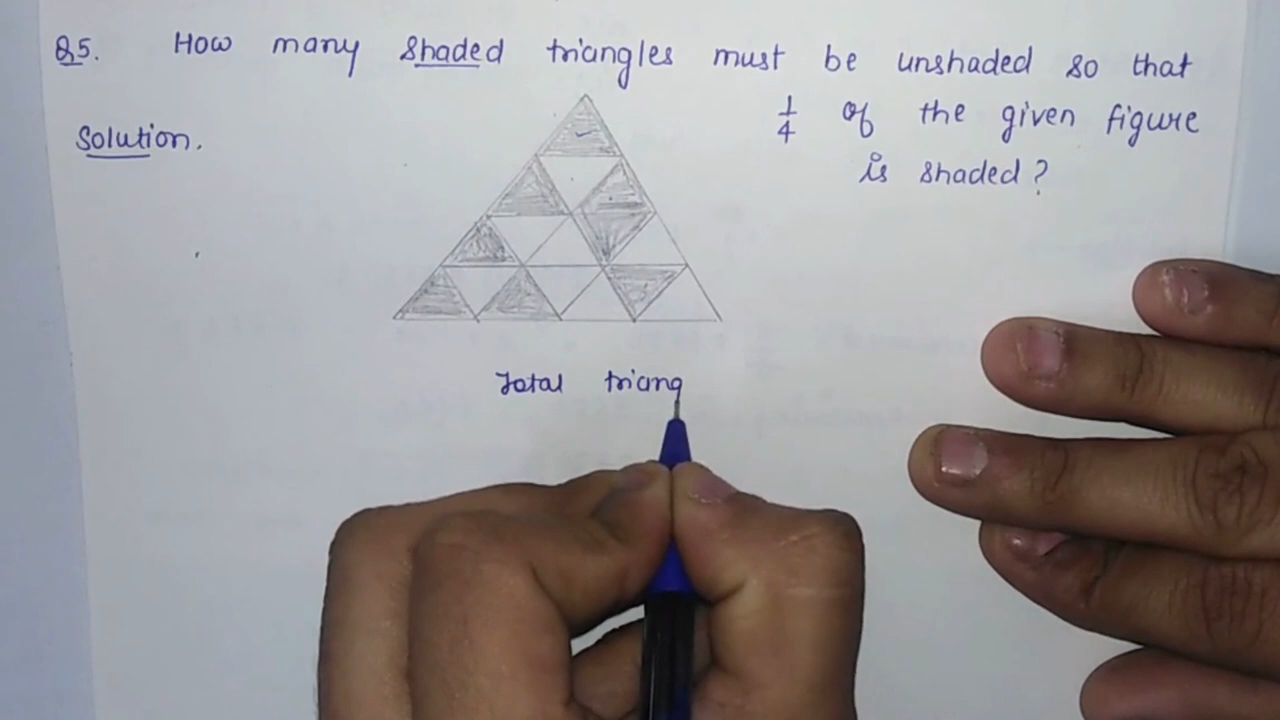 Q5. How many shaded triangles must be unshaded so that
1/4 of the given figure
is shaded?
Solution.
Total triang